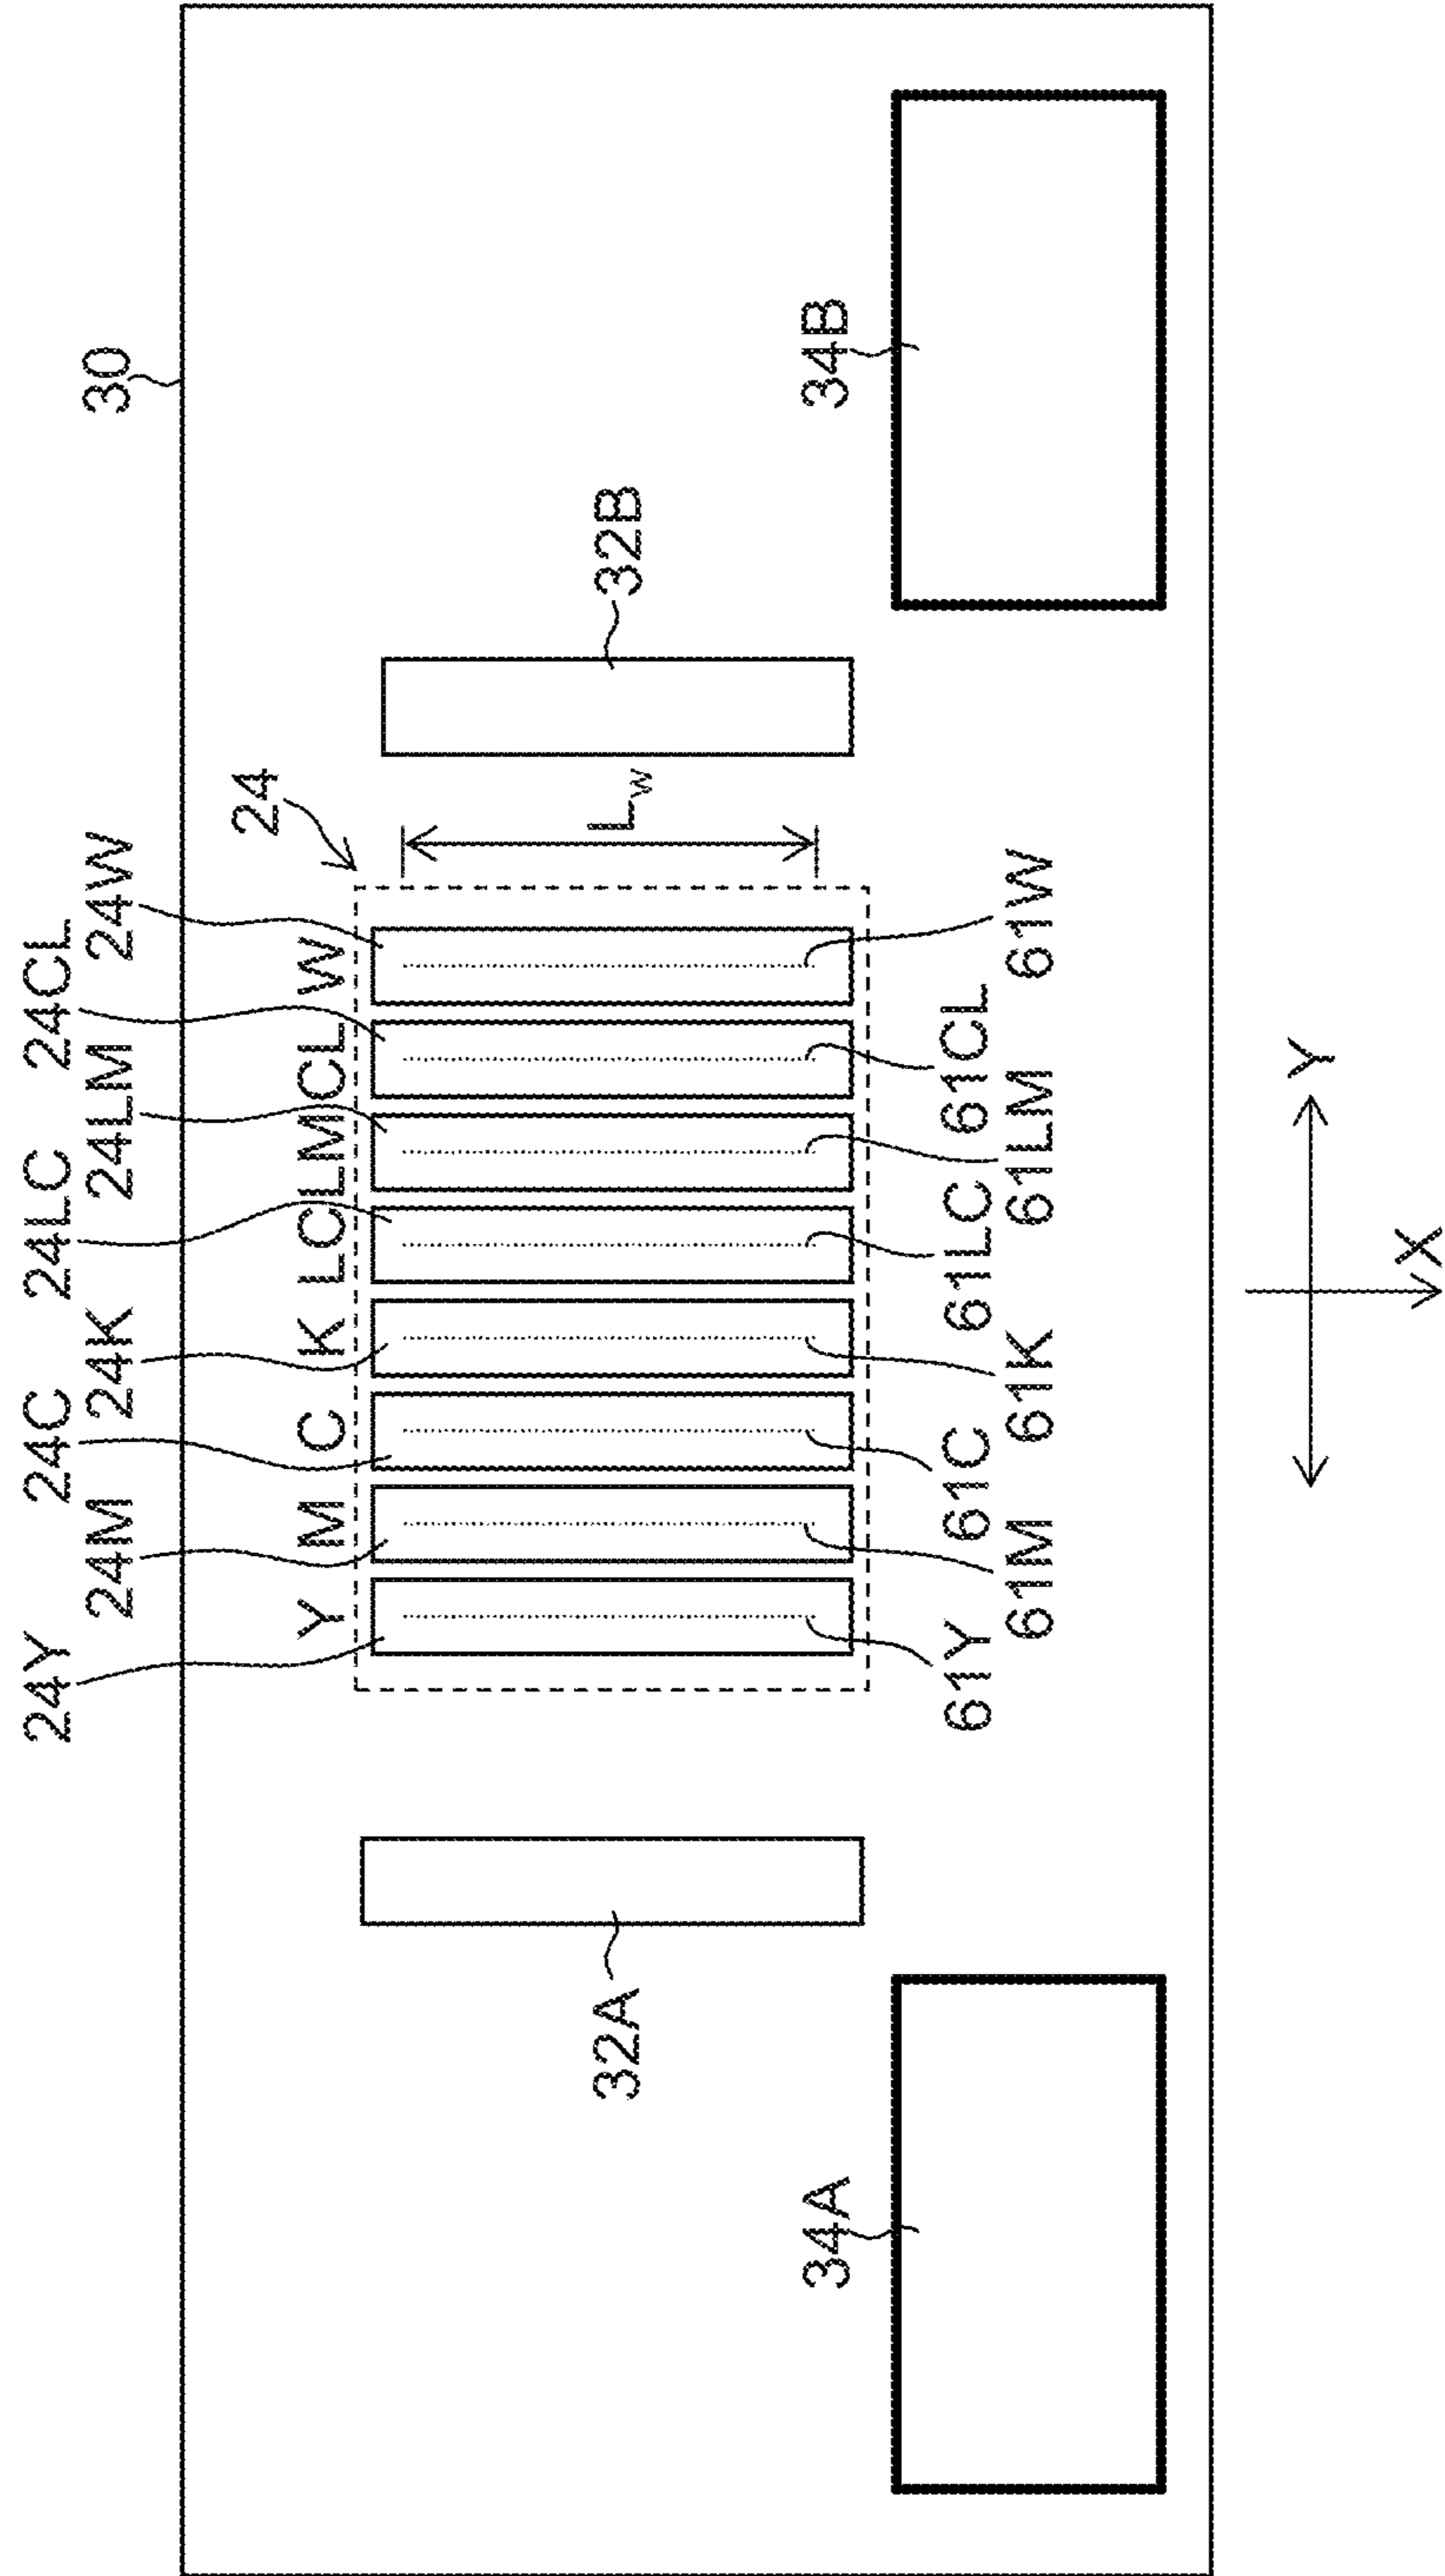 24Y 24C 24LC 24CL
24M 24K 24LM 24W 30
24
Y M C K LC LM CL W
32A Lw 32B
34A 34B
61Y 61C 61LC 61CL
61M 61K 61LM 61W
Y
X